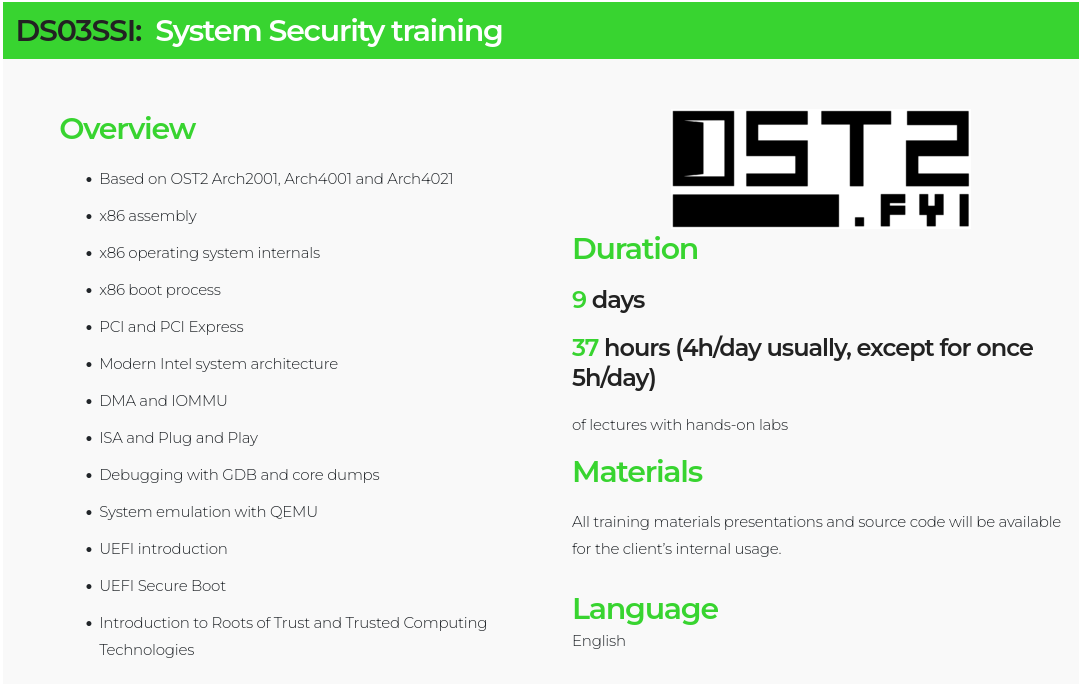 DS03SSI: System Security training
Overview
Based on OST2 Arch2001, Arch4001 and Arch4021
x86 assembly
x86 operating system internals
x86 boot process
PCI and PCI Express
Modern Intel system architecture
DMA and IOMMU
ISA and Plug and Play
Debugging with GDB and core dumps
System emulation with QEMU
UEFI introduction
UEFI Secure Boot
Introduction to Roots of Trust and Trusted Computing
Technologies
OST2
.FYI
Duration
9 days
37 hours (4h/day usually, except for once
5h/day)
of lectures with hands-on labs
Materials
All training materials presentations and source code will be available
for the client’s internal usage.
Language
English